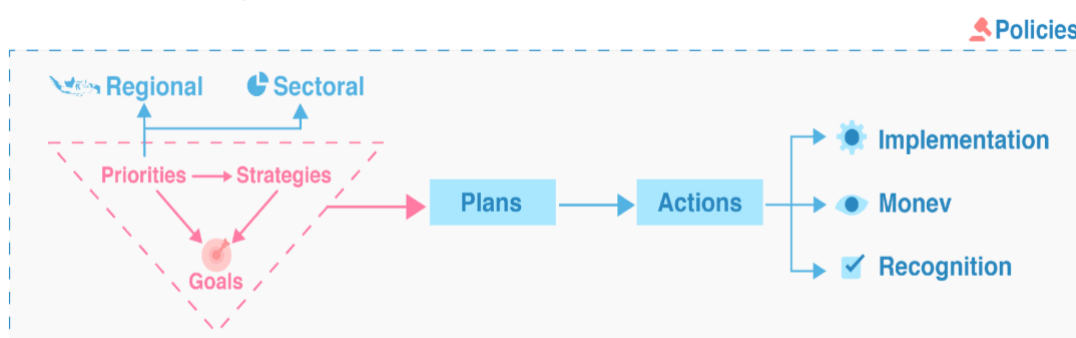 Policies
Regional
Sectoral
Priorities
Strategies
Goals
Plans
Actions
Implementation
Monev
Recognition